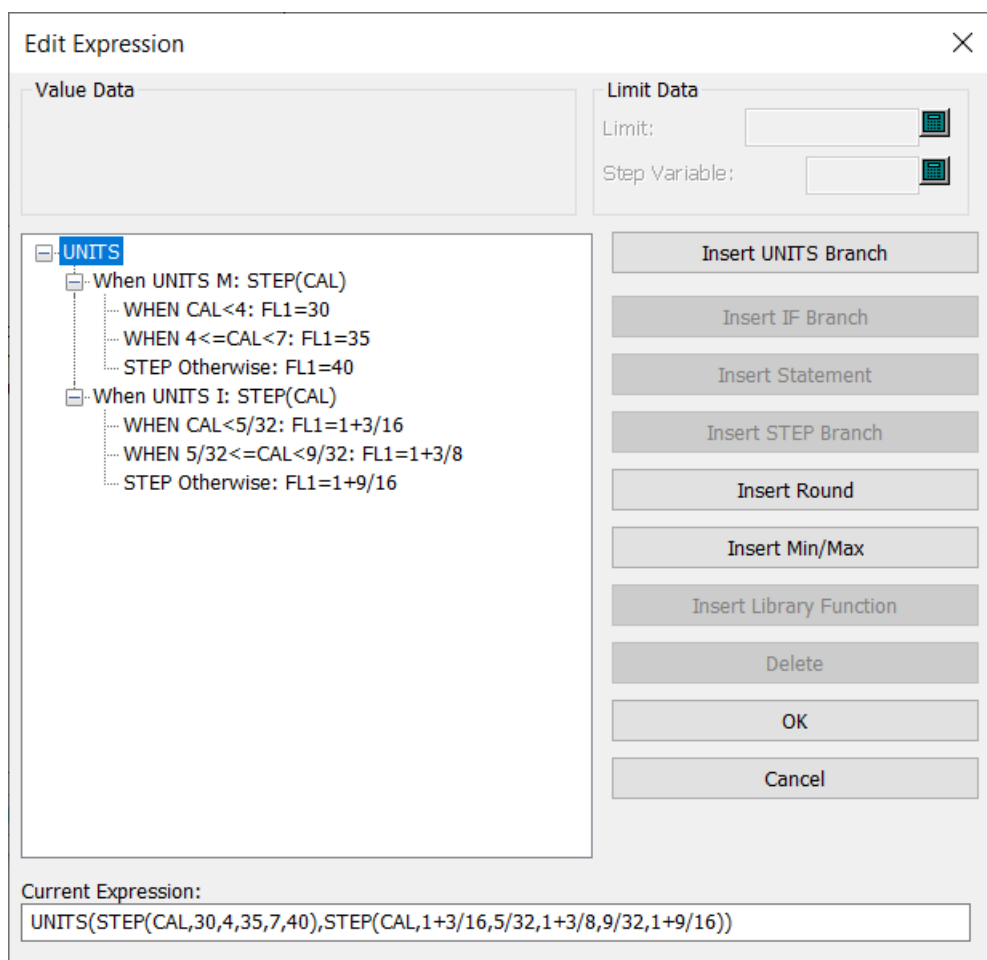 Edit Expression
Value Data
Limit Data
Limit:
Step Variable:
UNITS
When UNITS M: STEP(CAL)
WHEN CAL<4: FL1=30
WHEN 4<=CAL<7: FL1=35
STEP Otherwise: FL1=40
When UNITS I: STEP(CAL)
WHEN CAL<5/32: FL1=1+3/16
WHEN 5/32<=CAL<9/32: FL1=1+3/8
STEP Otherwise: FL1=1+9/16
Insert UNITS Branch
Insert IF Branch
Insert Statement
Insert STEP Branch
Insert Round
Insert Min/Max
Insert Library Function
Delete
OK
Cancel
Current Expression:
UNITS(STEP(CAL,30,4,35,7,40),STEP(CAL,1+3/16,5/32,1+3/8,9/32,1+9/16))